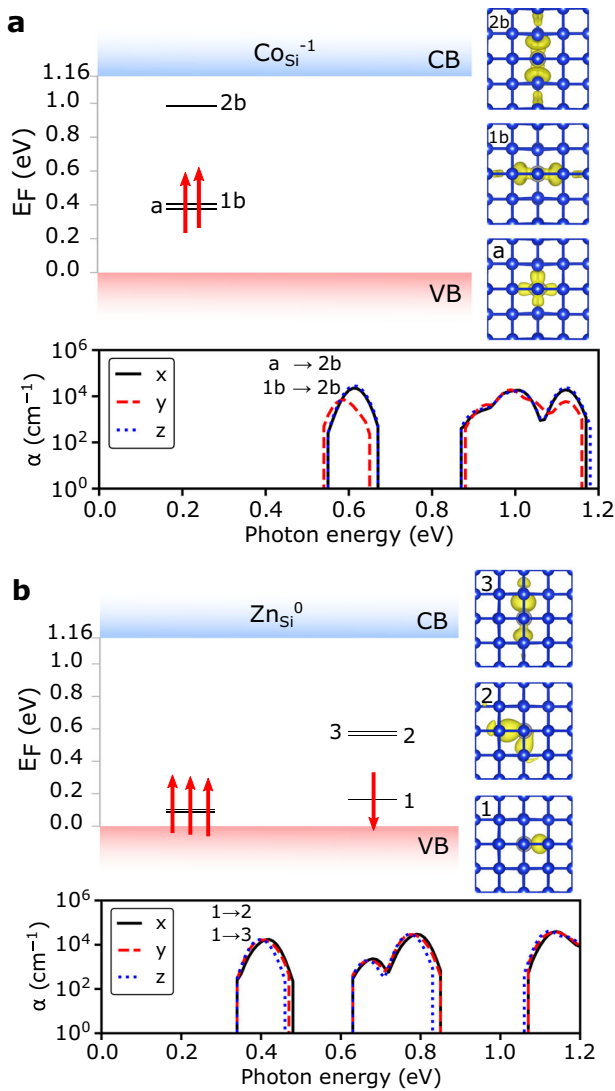 a
Co_Si^-1
CB
2b
1.16
1.0
2b
0.8
1b
E_F (eV)
0.6
a
1b
0.4
0.2
a
0.0
VB
10^6
x
y
z
a → 2b
1b → 2b
10^4
α (cm^−1)
10^2
10^0
0.0 0.2 0.4 0.6 0.8 1.0 1.2
Photon energy (eV)
b
Zn_Si^0
CB
3
1.16
1.0
0.8
2
E_F (eV)
0.6
3
2
0.4
0.2
1
1
0.0
VB
10^6
x
y
z
1→2
1→3
10^4
α (cm^−1)
10^2
10^0
0.0 0.2 0.4 0.6 0.8 1.0 1.2
Photon energy (eV)